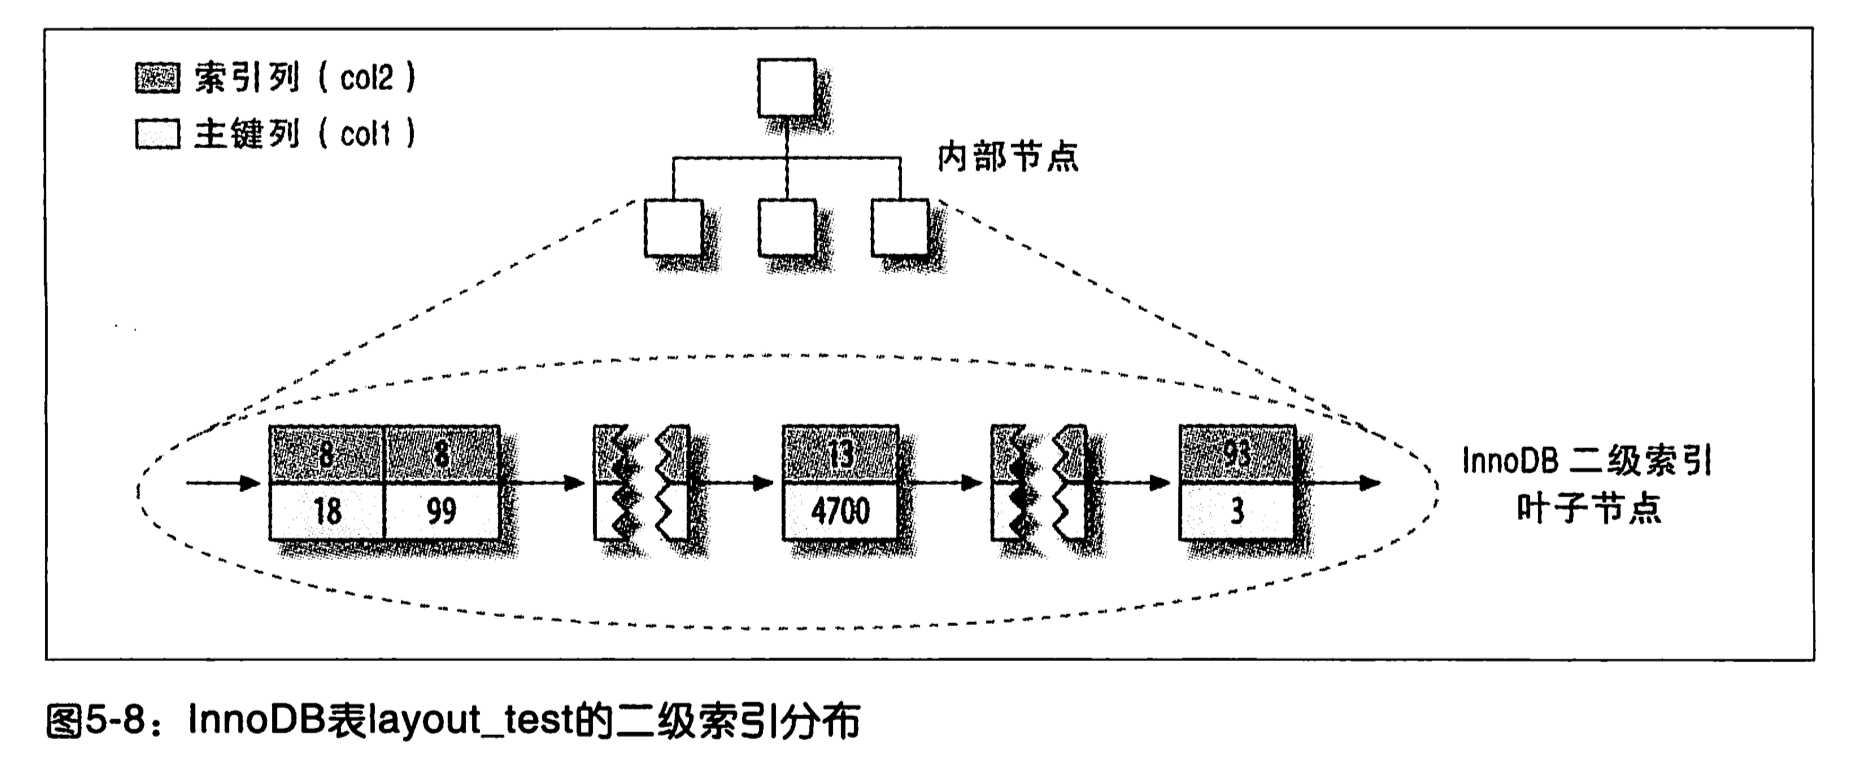 索引列（col2）
主键列（col1）
内部节点
8 8 13 93
18 99 4700 3
InnoDB 二级索引
叶子节点
图5-8：InnoDB表layout_test的二级索引分布